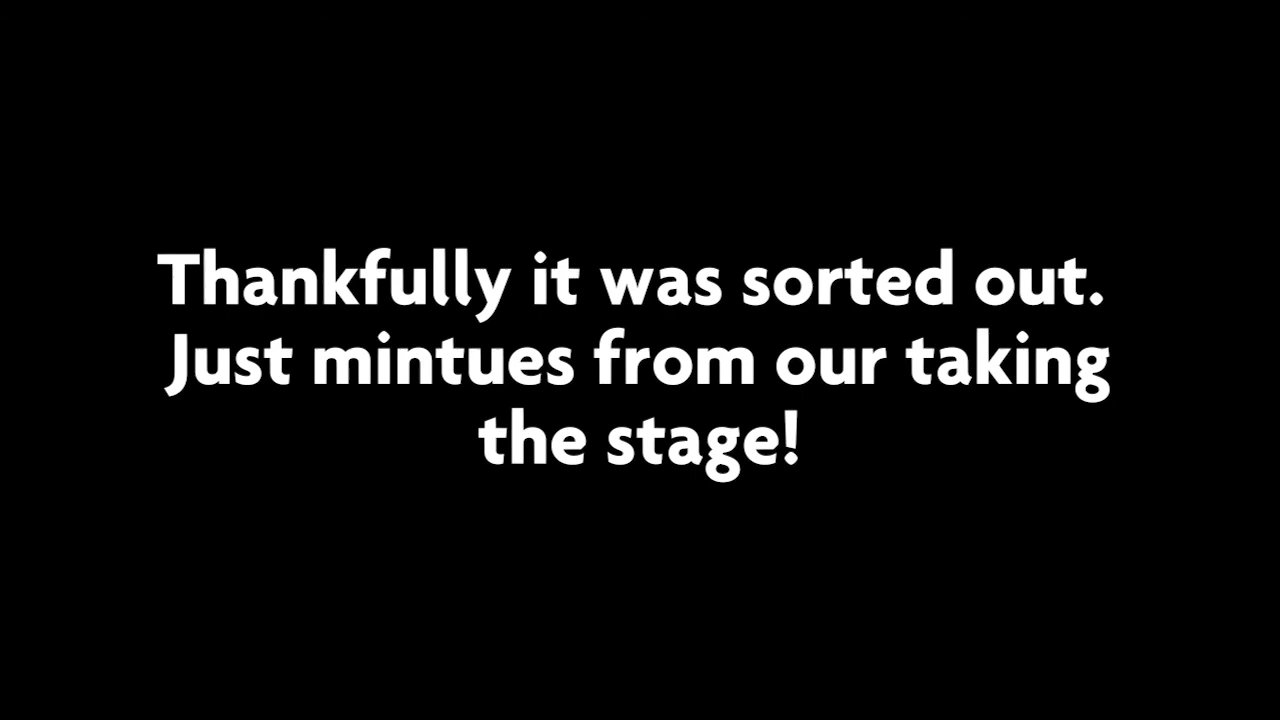 Thankfully it was sorted out.
Just mintues from our taking
the stage!